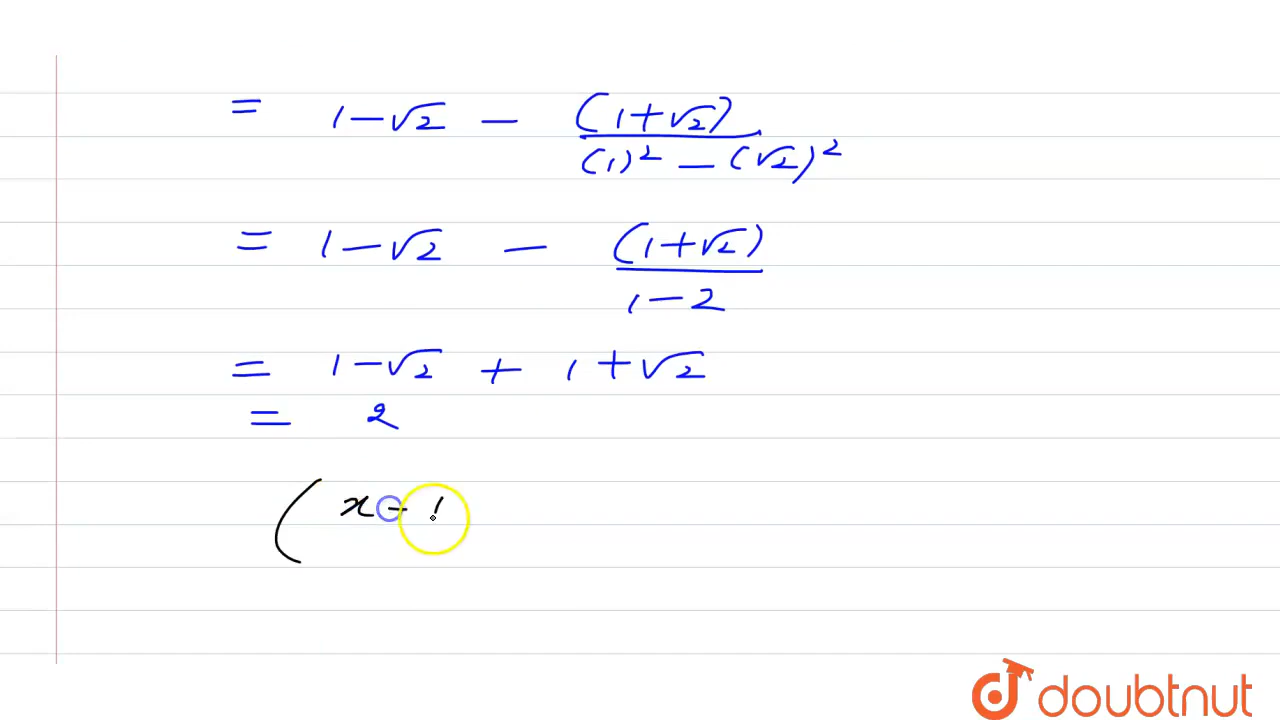 = 1 - √2 - (1 + √2) / (1)² - (√2)²
= 1 - √2 - (1 + √2) / 1 - 2
= 1 - √2 + 1 + √2
= 2
( x - 1
doubtnut